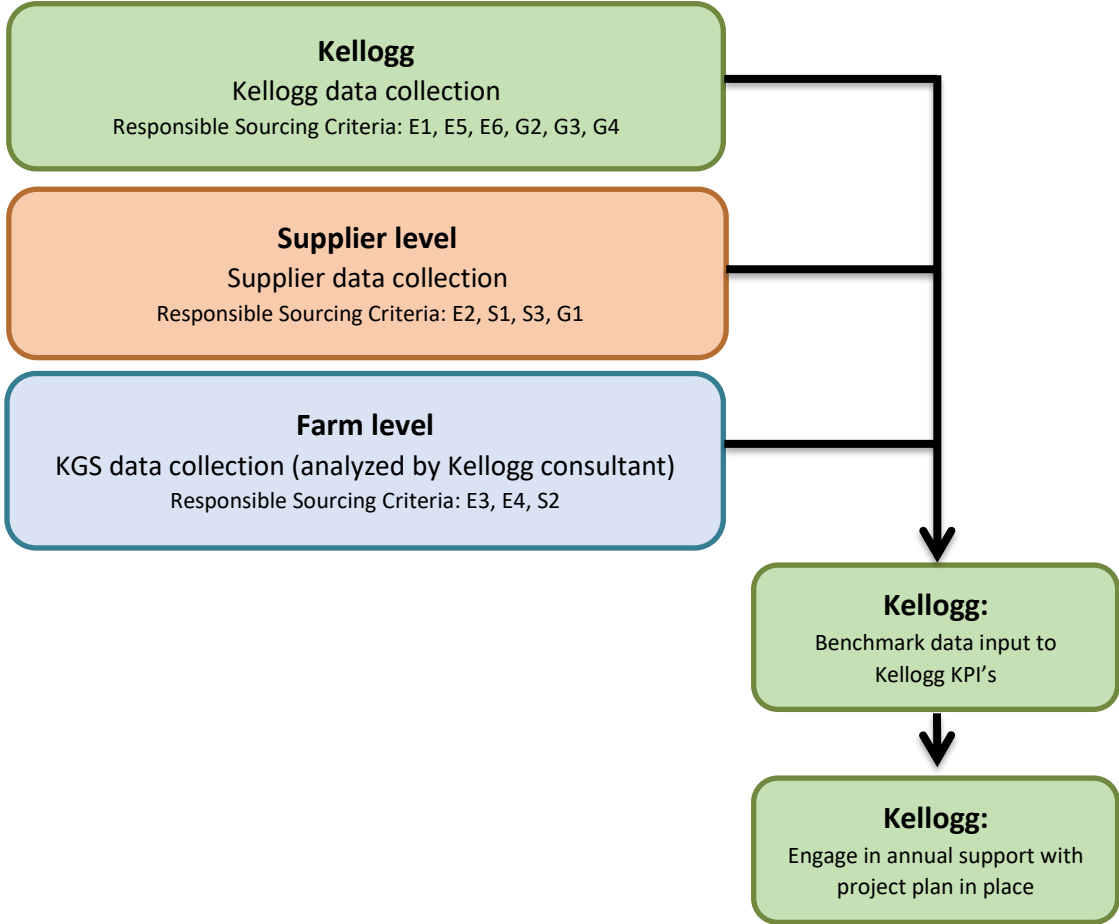 Kellogg
Kellogg data collection
Responsible Sourcing Criteria: E1, E5, E6, G2, G3, G4
Supplier level
Supplier data collection
Responsible Sourcing Criteria: E2, S1, S3, G1
Farm level
KGS data collection (analyzed by Kellogg consultant)
Responsible Sourcing Criteria: E3, E4, S2
Kellogg:
Benchmark data input to
Kellogg KPI’s
Kellogg:
Engage in annual support with
project plan in place